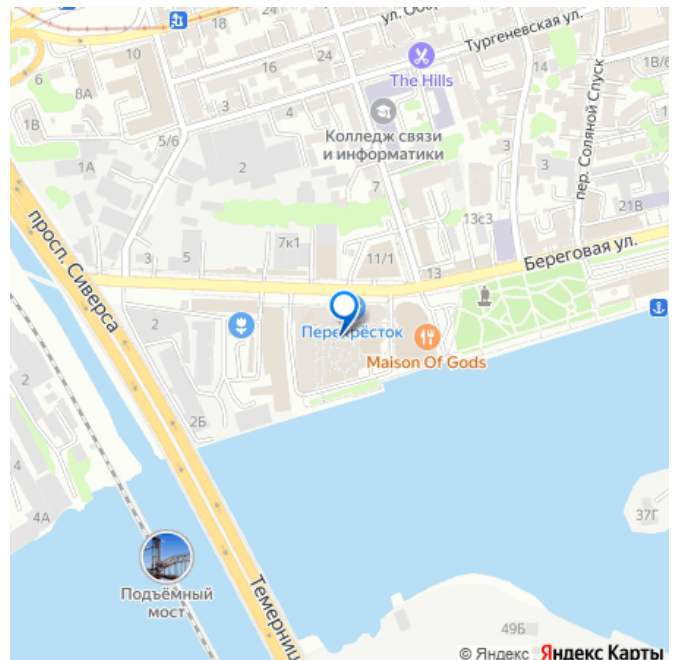 ул. Обо
Тургеневская ул.
18
10
16
24
14
1В/6
6
8А
The Hills
пер. Соляной Спуск
3
4
1В
5/6
Колледж связи
и информатики
1А
2
3
7
21В
13с3
просп. Сиверса
7к1
11/1
Береговая ул.
3
5
13
2
Перекрёсток
Maison Of Gods
2
2Б
4
4А
37Г
Подъёмный
мост
Темерниц
49Б
© Яндекс Яндекс Карты